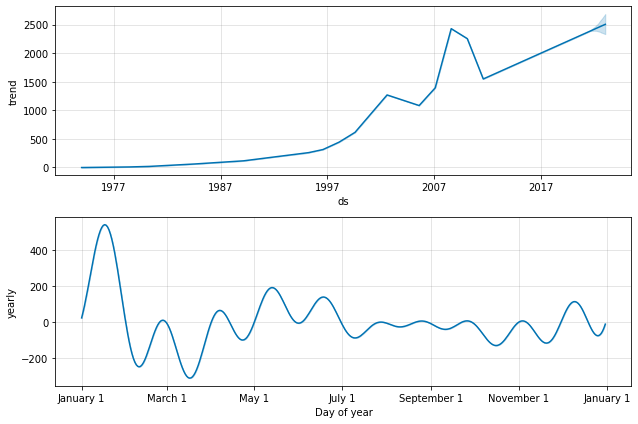 2500
2000
1500
1000
500
0
trend
1977 1987 1997 2007 2017
ds
400
200
0
−200
yearly
January 1 March 1 May 1 July 1 September 1 November 1 January 1
Day of year